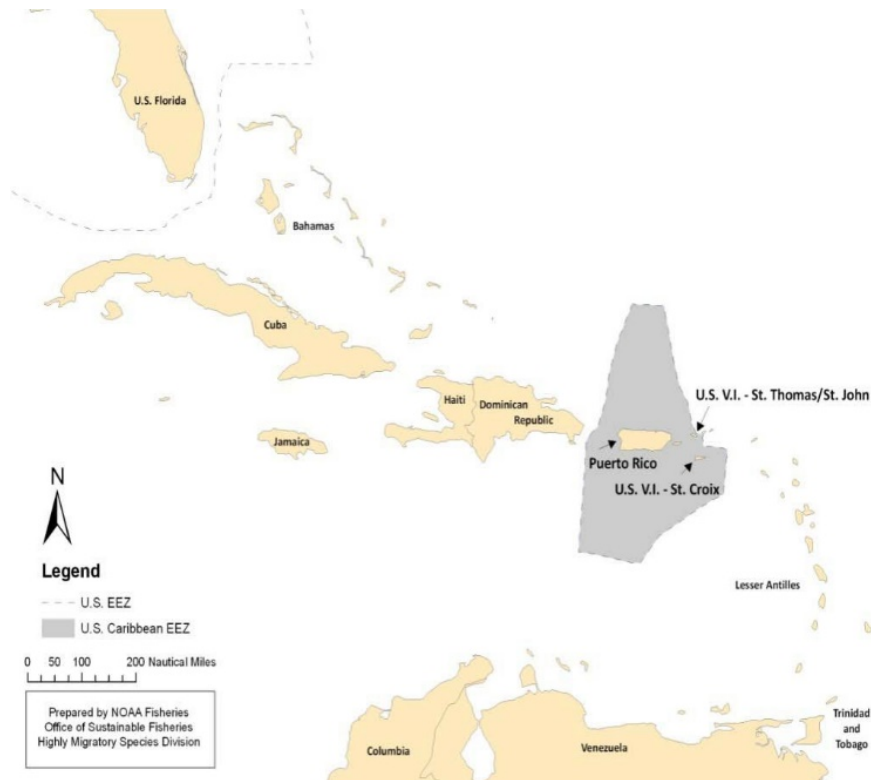 U.S. Florida
Bahamas
Cuba
Haiti
Dominican
Republic
Jamaica
U.S. V.I. - St. Thomas/St. John
Puerto Rico
U.S. V.I. - St. Croix
Lesser Antilles
N
Legend
U.S. EEZ
U.S. Caribbean EEZ
0 50 100 200 Nautical Miles
Prepared by NOAA Fisheries
Office of Sustainable Fisheries
Highly Migratory Species Division
Columbia
Venezuela
Trinidad
and
Tobago